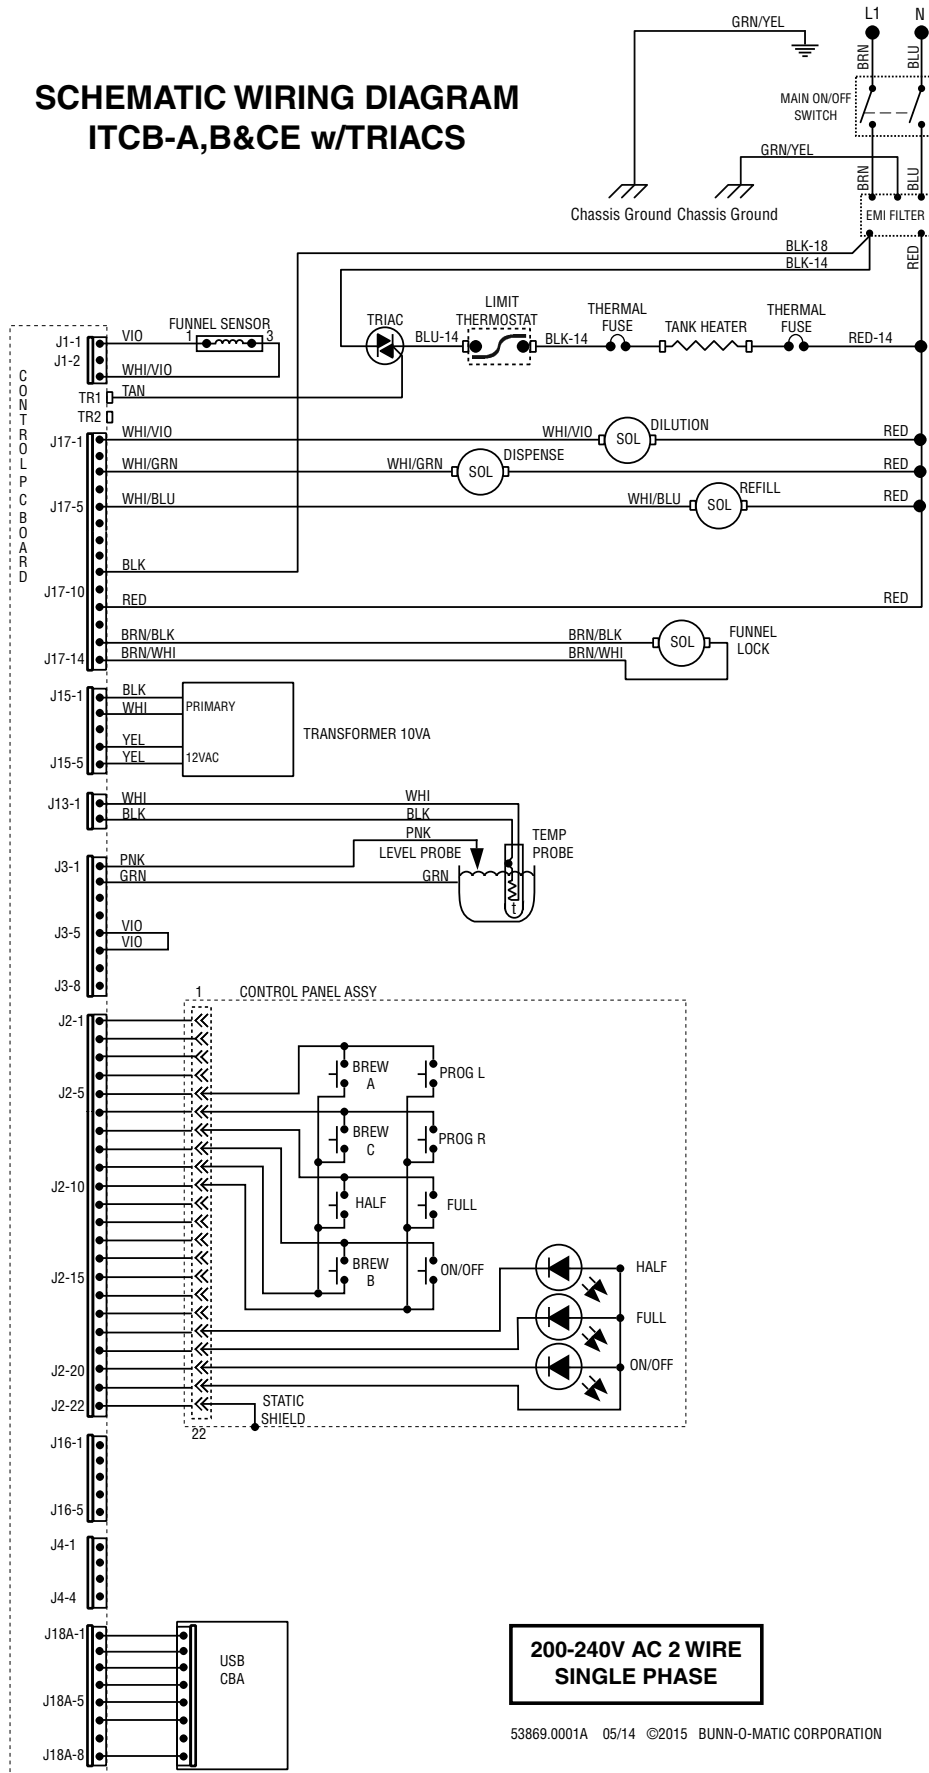 GRN/YEL
L1
N
BRN
BLU
SCHEMATIC WIRING DIAGRAM
ITCB-A,B&CE w/TRIACS
MAIN ON/OFF
SWITCH
GRN/YEL
BRN
BLU
Chassis Ground
Chassis Ground
EMI FILTER
BLK-18
BLK-14
RED
FUNNEL SENSOR
TRIAC
LIMIT
THERMOSTAT
THERMAL
FUSE
TANK HEATER
THERMAL
FUSE
J1-1
VIO
1
3
BLU-14
BLK-14
RED-14
J1-2
WHI/VIO
CONTROL PC BOARD
TR1
TAN
TR2
J17-1
WHI/VIO
WHI/VIO
SOL
DILUTION
RED
WHI/GRN
WHI/GRN
SOL
DISPENSE
RED
J17-5
WHI/BLU
WHI/BLU
SOL
REFILL
RED
BLK
J17-10
RED
RED
BRN/BLK
BRN/BLK
SOL
FUNNEL
LOCK
J17-14
BRN/WHI
BRN/WHI
J15-1
BLK
WHI
PRIMARY
TRANSFORMER 10VA
YEL
J15-5
YEL
12VAC
J13-1
WHI
WHI
BLK
BLK
PNK
LEVEL PROBE
TEMP
PROBE
J3-1
PNK
GRN
GRN
t
J3-5
VIO
VIO
J3-8
1
CONTROL PANEL ASSY
J2-1
J2-5
BREW
A
PROG L
BREW
C
PROG R
J2-10
HALF
FULL
J2-15
BREW
B
ON/OFF
HALF
FULL
J2-20
ON/OFF
J2-22
STATIC
SHIELD
22
J16-1
J16-5
J4-1
J4-4
J18A-1
USB
CBA
J18A-5
J18A-8
200-240V AC 2 WIRE
SINGLE PHASE
53869.0001A 05/14 ©2015 BUNN-O-MATIC CORPORATION